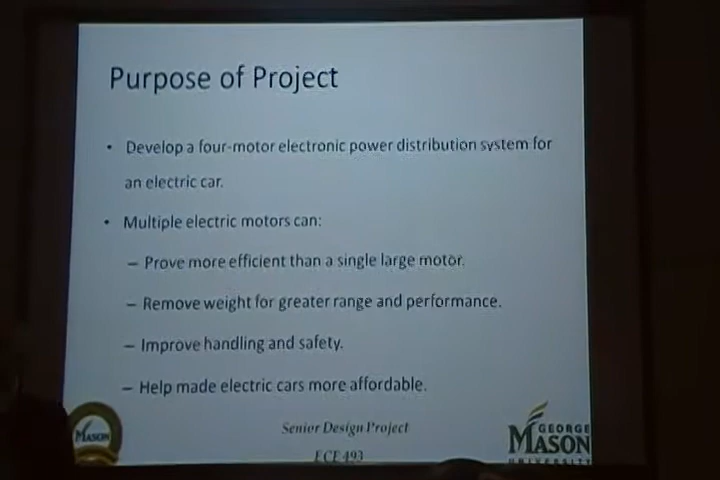 Purpose of Project
• Develop a four-motor electronic power distribution system for
an electric car.
• Multiple electric motors can:
– Prove more efficient than a single large motor.
– Remove weight for greater range and performance.
– Improve handling and safety.
– Help made electric cars more affordable.
Senior Design Project
ECE 493
MASON
GEORGE
MASON
UNIVERSITY